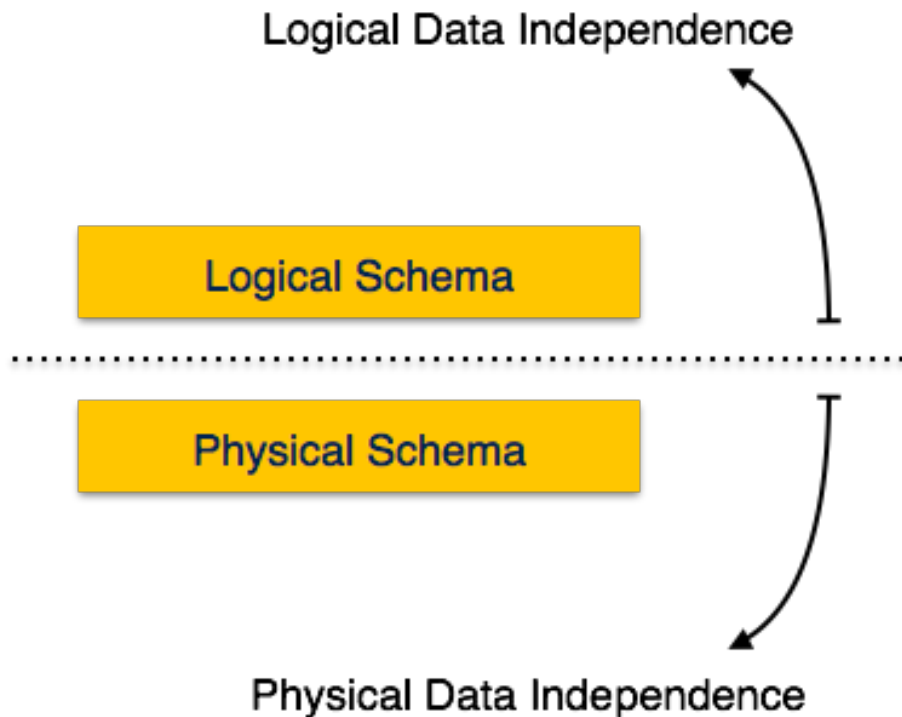 Logical Data Independence
Logical Schema
Physical Schema
Physical Data Independence